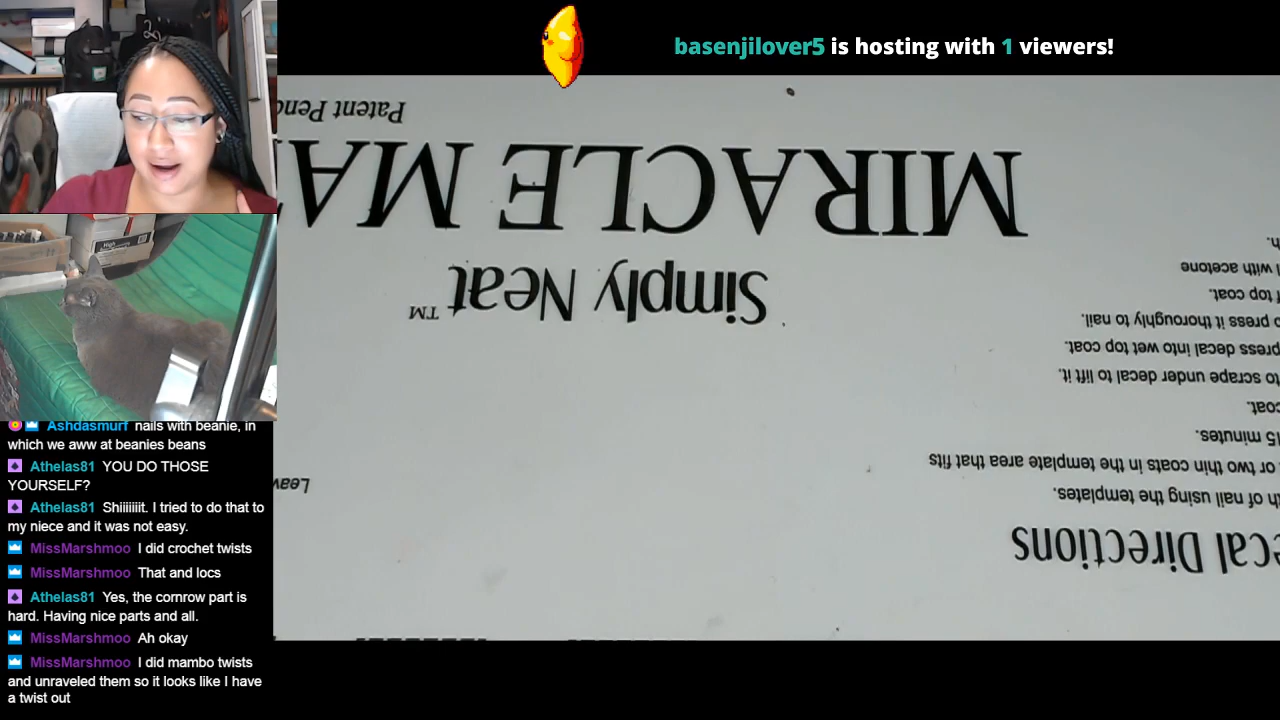 basenjilover5 is hosting with 1 viewers!
Ashdasmurf nails with beanie, in
which we aww at beanies beans
Athelas81 YOU DO THOSE
YOURSELF?
Athelas81 Shiiiiiiit. I tried to do that to
my niece and it was not easy.
MissMarshmoo I did crochet twists
MissMarshmoo That and locs
Athelas81 Yes, the cornrow part is
hard. Having nice parts and all.
MissMarshmoo Ah okay
MissMarshmoo I did mambo twists
and unraveled them so it looks like I have
a twist out
ecal Directions
th of nail using the templates.
or two thin coats in the template area that fits
15 minutes.
coat.
to scrape under decal to lift it.
press decal into wet top coat.
o press it thoroughly to nail.
f top coat.
l with acetone
h.
Leav
Simply Neat™
MIRACLE MA
Patent Pend
High